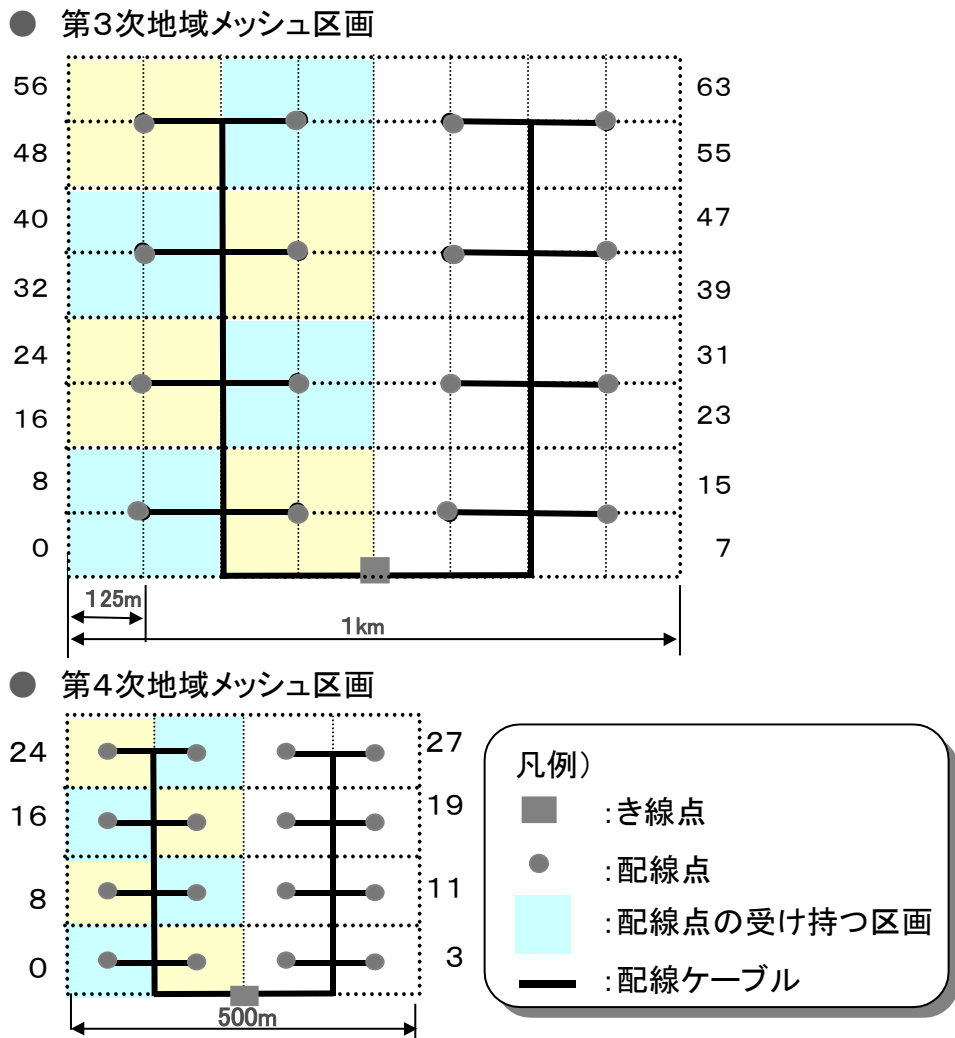 ● 第3次地域メッシュ区画
56 63
48 55
40 47
32 39
24 31
16 23
8 15
0 7
125m
1km
● 第4次地域メッシュ区画
24 27
16 19
8 11
0 3
500m
凡例）
：き線点
：配線点
：配線点の受け持つ区画
：配線ケーブル